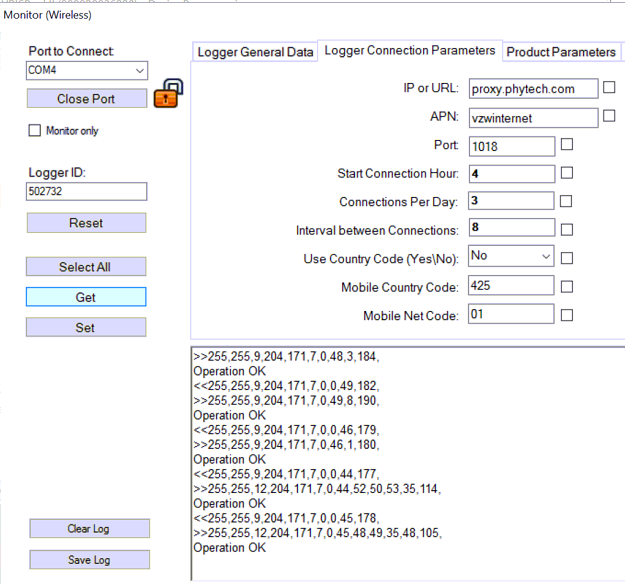 Monitor (Wireless)
Port to Connect:
COM4
Close Port
Monitor only
Logger ID:
502732
Reset
Select All
Get
Set
Clear Log
Save Log
Logger General Data
Logger Connection Parameters
Product Parameters
IP or URL: proxy.phytech.com
APN: vzwinternet
Port: 1018
Start Connection Hour: 4
Connections Per Day: 3
Interval between Connections: 8
Use Country Code (Yes\No): No
Mobile Country Code: 425
Mobile Net Code: 01
>>255,255,9,204,171,7,0,48,3,184,
Operation OK
<<255,255,9,204,171,7,0,0,49,182,
>>255,255,9,204,171,7,0,49,8,190,
Operation OK
<<255,255,9,204,171,7,0,0,46,179,
>>255,255,9,204,171,7,0,46,1,180,
Operation OK
<<255,255,9,204,171,7,0,0,44,177,
>>255,255,12,204,171,7,0,44,52,50,53,35,114,
Operation OK
<<255,255,9,204,171,7,0,0,45,178,
>>255,255,12,204,171,7,0,45,48,49,35,48,105,
Operation OK